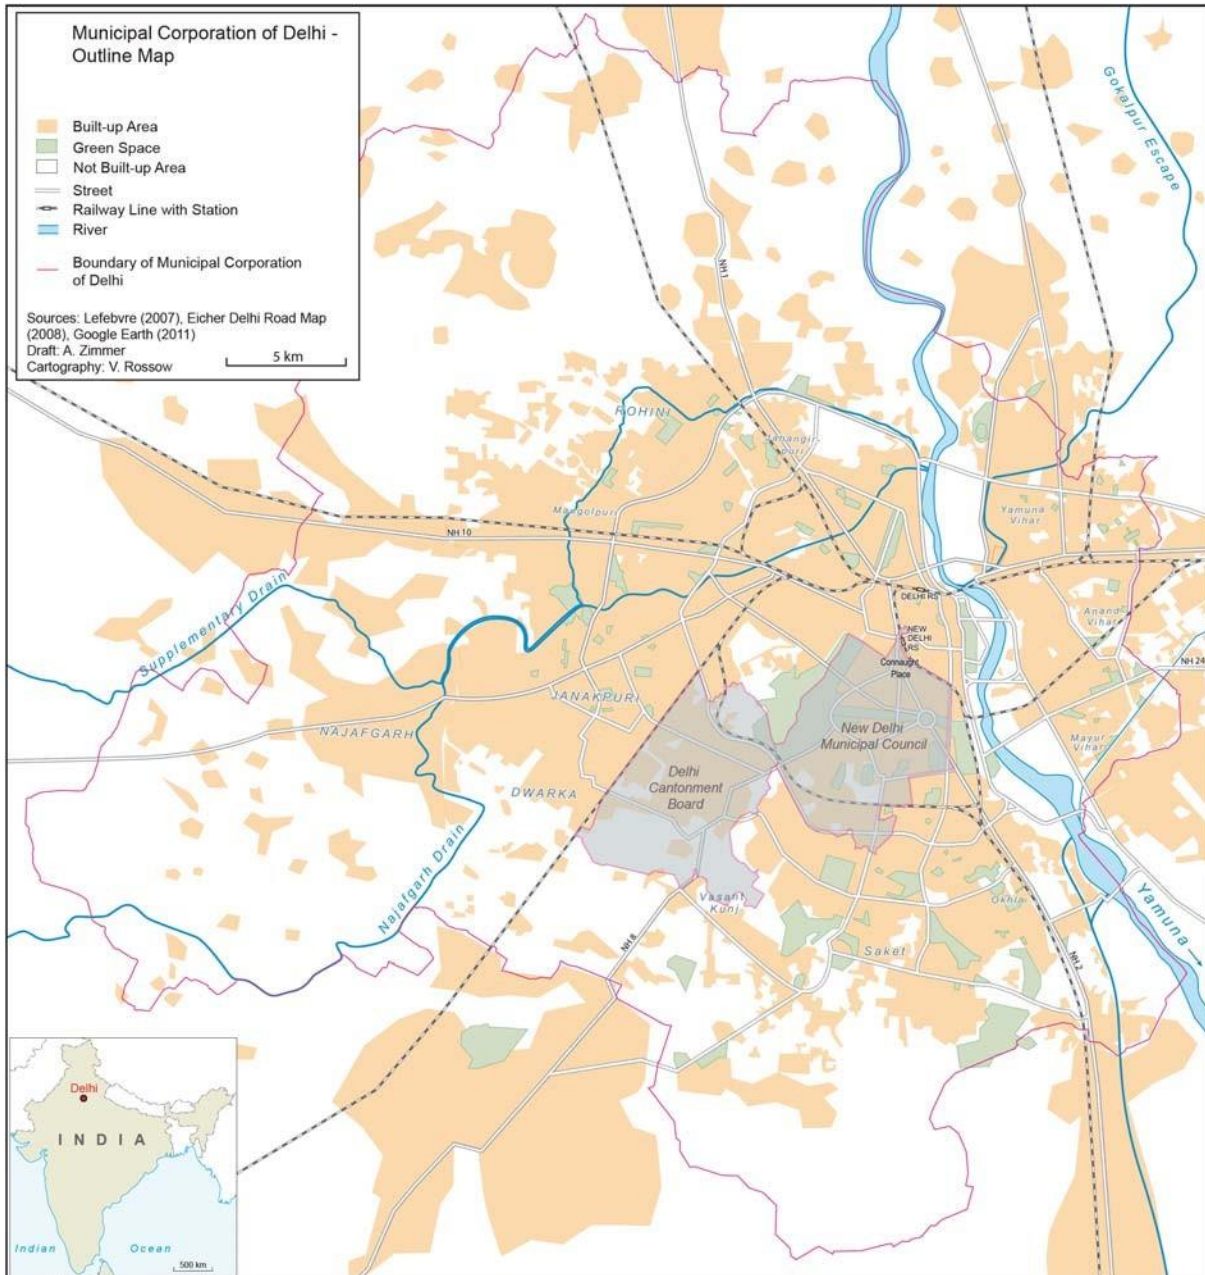 Municipal Corporation of Delhi -
Outline Map
Built-up Area
Green Space
Not Built-up Area
Street
Railway Line with Station
River
Boundary of Municipal Corporation
of Delhi
Sources: Lefebvre (2007), Eicher Delhi Road Map
(2008), Google Earth (2011)
Draft: A. Zimmer
Cartography: V. Rossow
5 km
Gokalpur Escape
NH 1
ROHINI
Jahangir-
puri
Mangolpuri
Yamuna
Vihar
NH 10
Supplementary Drain
DELHI RS
NEW
DELHI
RS
Anand
Vihar
Connaught
Place
NH 24
JANAKPURI
NAJAFGARH
New Delhi
Municipal Council
Mayur
Vihar
Delhi
Cantonment
Board
DWARKA
Najafgarh Drain
Vasant
Kunj
Okhla
Yamuna
NH 8
Saket
NH 2
Delhi
INDIA
Indian Ocean
500 km